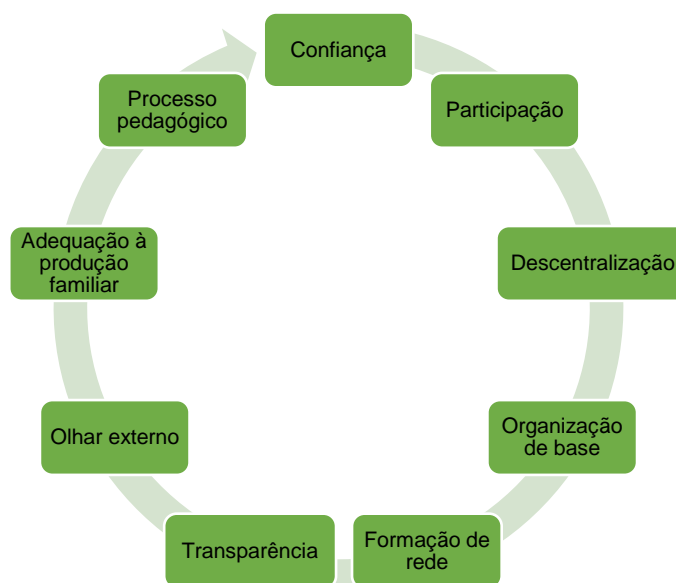 Confiança
Participação
Descentralização
Organização
de base
Formação de
rede
Transparência
Olhar externo
Adequação à
produção
familiar
Processo
pedagógico